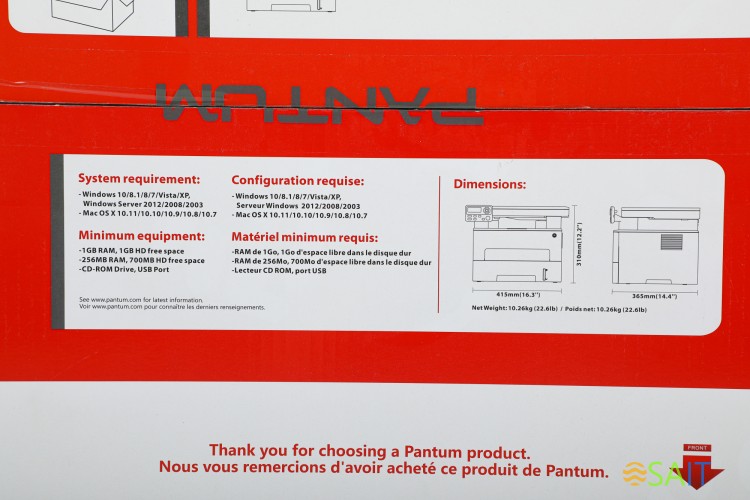 PANTUM
System requirement:
- Windows 10/8.1/8/7/Vista/XP,
Windows Server 2012/2008/2003
- Mac OS X 10.11/10.10/10.9/10.8/10.7
Minimum equipment:
-1GB RAM, 1GB HD free space
-256MB RAM, 700MB HD free space
-CD-ROM Drive, USB Port
See www.pantum.com for latest information.
Voir www.pantum.com pour connaître les derniers renseignements.
Configuration requise:
- Windows 10/8.1/8/7/Vista/XP,
Serveur Windows 2012/2008/2003
- Mac OS X 10.11/10.10/10.9/10.8/10.7
Matériel minimum requis:
-RAM de 1Go, 1Go d'espace libre dans le disque dur
-RAM de 256Mo, 700Mo d'espace libre dans le disque dur
-Lecteur CD ROM, port USB
Dimensions:
310mm(12.2")
415mm(16.3")
365mm(14.4")
Net Weight: 10.26kg (22.6lb) / Poids net: 10.26kg (22.6lb)
Thank you for choosing a Pantum product.
Nous vous remercions d'avoir acheté ce produit de Pantum.
FRONT
SAIT